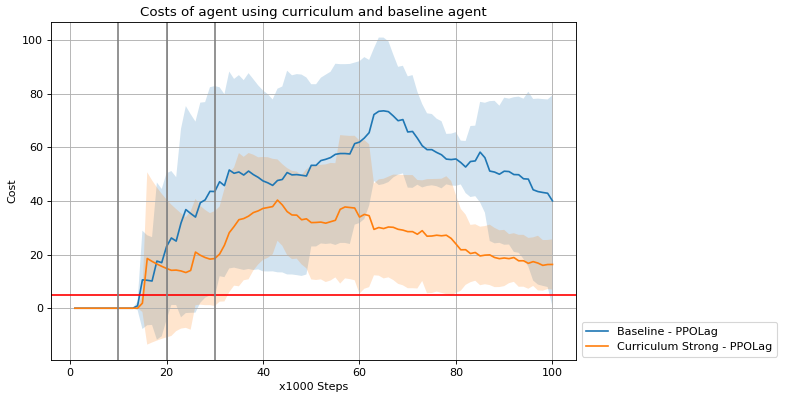 Costs of agent using curriculum and baseline agent
100
80
60
40
20
0
Cost
0 20 40 60 80 100
x1000 Steps
Baseline - PPOLag
Curriculum Strong - PPOLag